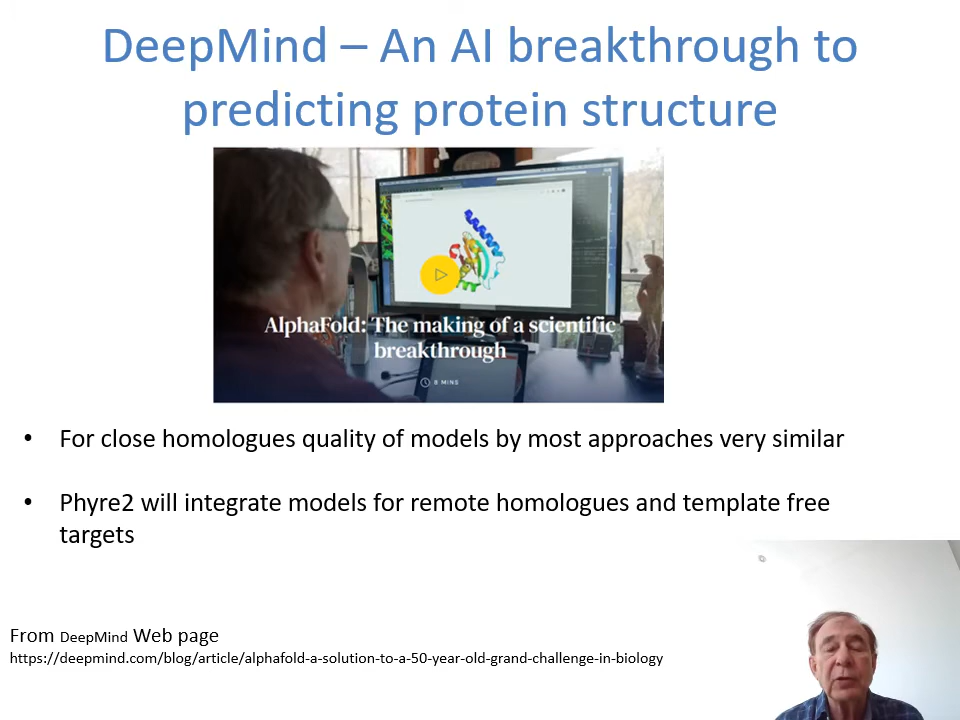 DeepMind – An AI breakthrough to
predicting protein structure
AlphaFold: The making of a scientific
breakthrough
8 MINS
• For close homologues quality of models by most approaches very similar
• Phyre2 will integrate models for remote homologues and template free
targets
From DeepMind Web page
https://deepmind.com/blog/article/alphafold-a-solution-to-a-50-year-old-grand-challenge-in-biology